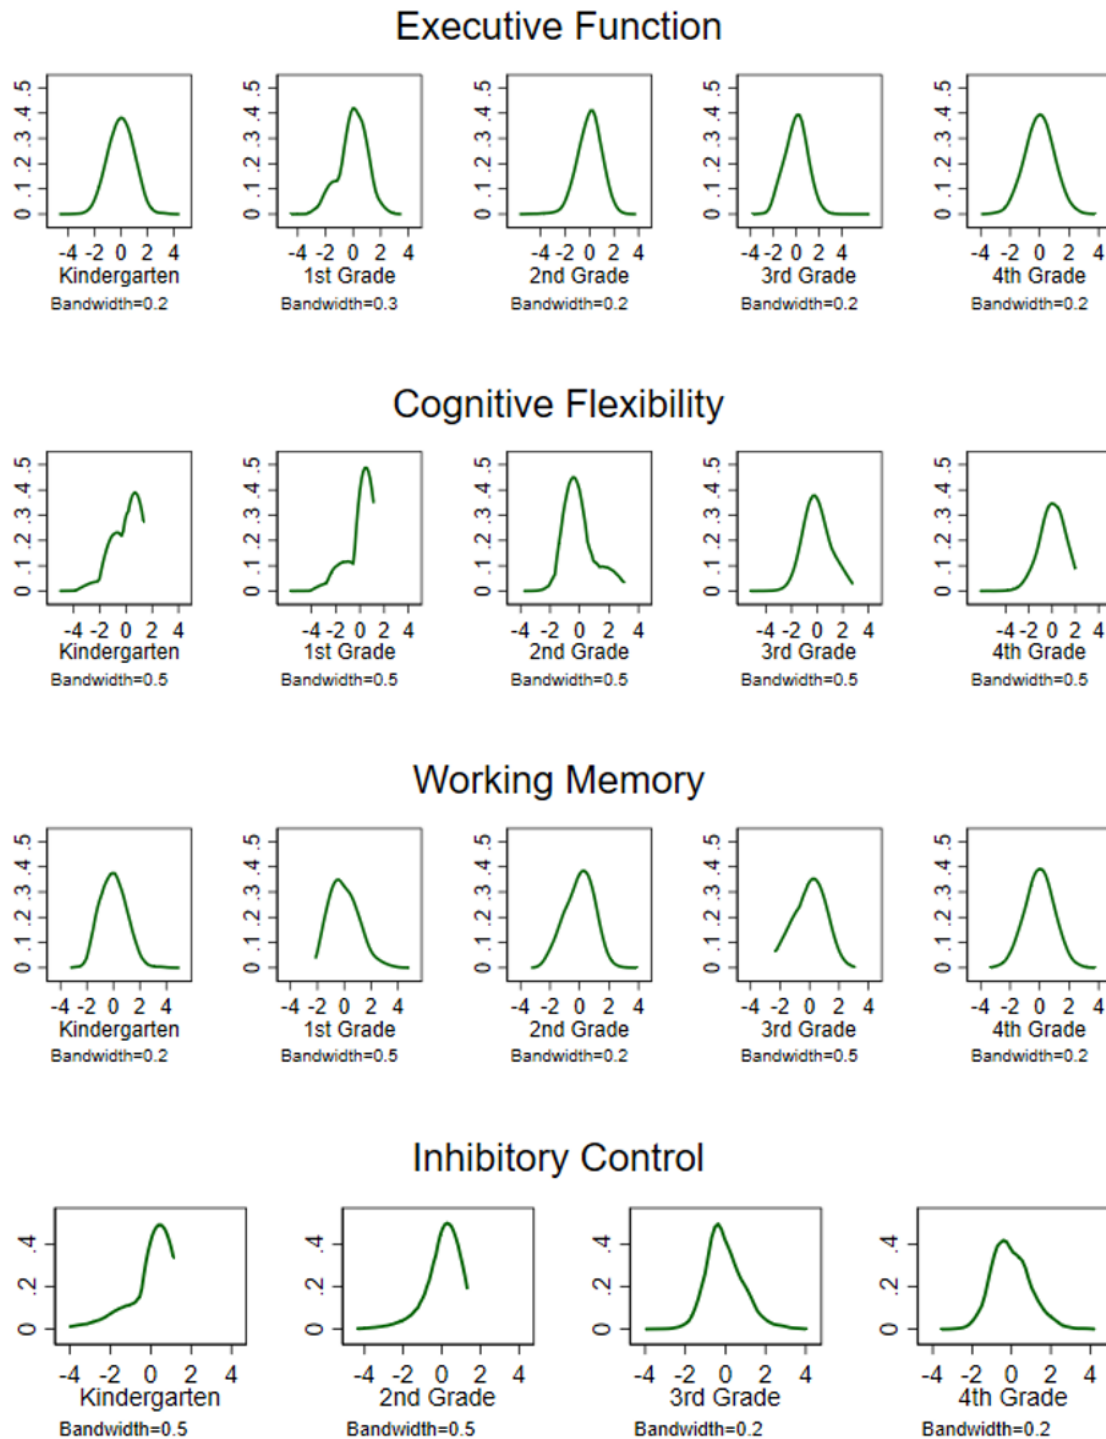 Executive Function
0 .1 .2 .3 .4 .5
0 .1 .2 .3 .4 .5
0 .1 .2 .3 .4 .5
0 .1 .2 .3 .4 .5
0 .1 .2 .3 .4 .5
-4 -2 0 2 4
-4 -2 0 2 4
-4 -2 0 2 4
-4 -2 0 2 4
-4 -2 0 2 4
Kindergarten
1st Grade
2nd Grade
3rd Grade
4th Grade
Bandwidth=0.2
Bandwidth=0.3
Bandwidth=0.2
Bandwidth=0.2
Bandwidth=0.2
Cognitive Flexibility
0 .1 .2 .3 .4 .5
0 .1 .2 .3 .4 .5
0 .1 .2 .3 .4 .5
0 .1 .2 .3 .4 .5
0 .1 .2 .3 .4 .5
-4 -2 0 2 4
-4 -2 0 2 4
-4 -2 0 2 4
-4 -2 0 2 4
-4 -2 0 2 4
Kindergarten
1st Grade
2nd Grade
3rd Grade
4th Grade
Bandwidth=0.5
Bandwidth=0.5
Bandwidth=0.5
Bandwidth=0.5
Bandwidth=0.5
Working Memory
0 .1 .2 .3 .4 .5
0 .1 .2 .3 .4 .5
0 .1 .2 .3 .4 .5
0 .1 .2 .3 .4 .5
0 .1 .2 .3 .4 .5
-4 -2 0 2 4
-4 -2 0 2 4
-4 -2 0 2 4
-4 -2 0 2 4
-4 -2 0 2 4
Kindergarten
1st Grade
2nd Grade
3rd Grade
4th Grade
Bandwidth=0.2
Bandwidth=0.5
Bandwidth=0.2
Bandwidth=0.5
Bandwidth=0.2
Inhibitory Control
0 .2 .4
0 .2 .4
0 .2 .4
0 .2 .4
-4 -2 0 2 4
-4 -2 0 2 4
-4 -2 0 2 4
-4 -2 0 2 4
Kindergarten
2nd Grade
3rd Grade
4th Grade
Bandwidth=0.5
Bandwidth=0.5
Bandwidth=0.2
Bandwidth=0.2